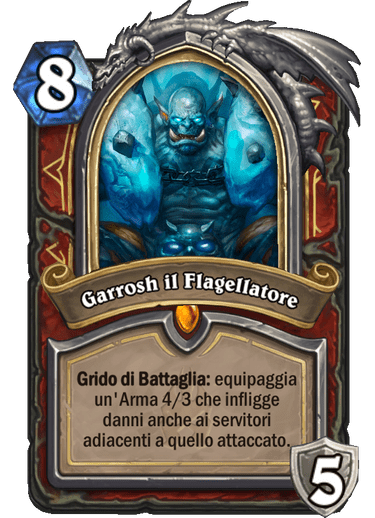 8
Garrosh il Flagellatore
Grido di Battaglia: equipaggia
un'Arma 4/3 che infligge
danni anche ai servitori
adiacenti a quello attaccato.
5